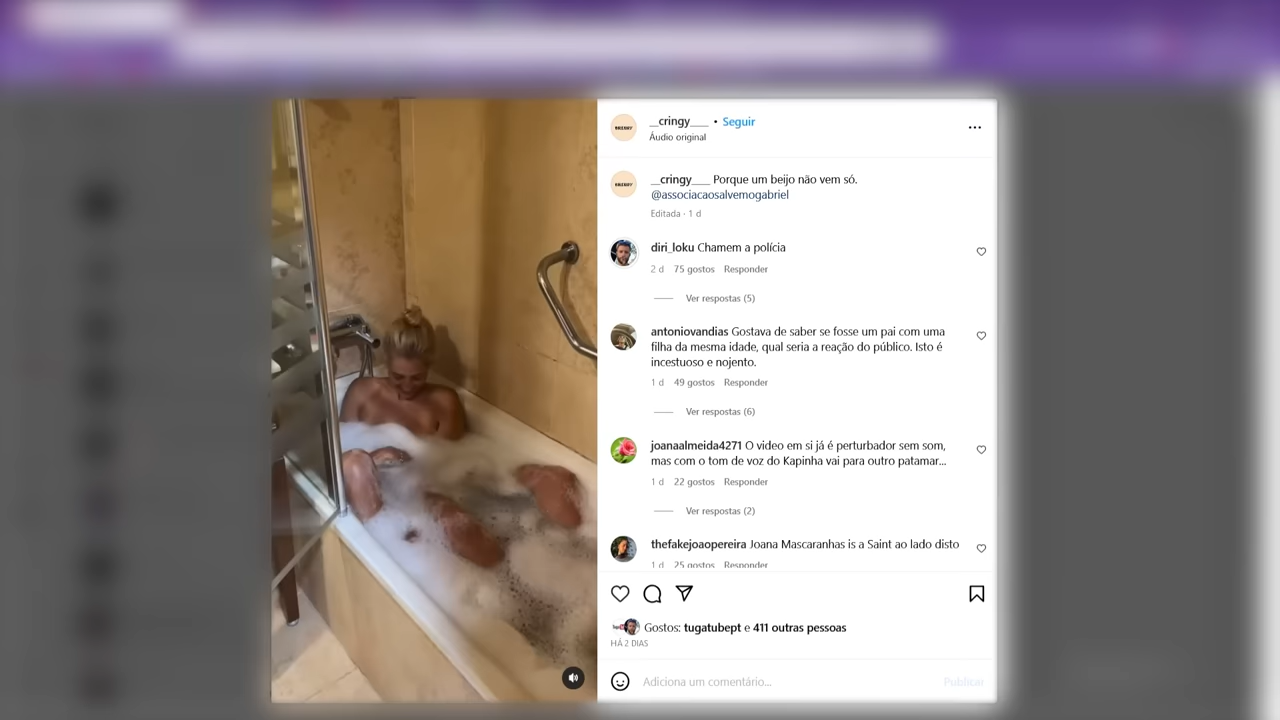 __cringy____ • Seguir
Áudio original
__cringy____ Porque um beijo não vem só.
@associacaosalvemogabriel
Editada · 1 d
diri_loku Chamem a polícia
2 d 75 gostos Responder
Ver respostas (5)
antoniovandias Gostava de saber se fosse um pai com uma
filha da mesma idade, qual seria a reação do público. Isto é
incestuoso e nojento.
1 d 49 gostos Responder
Ver respostas (6)
joanaalmeida4271 O video em si já é perturbador sem som,
mas com o tom de voz do Kapinha vai para outro patamar...
1 d 22 gostos Responder
Ver respostas (2)
thefakejoaopereira Joana Mascaranhas is a Saint ao lado disto
1 d 25 gostos Responder
Gostos: tugatubept e 411 outras pessoas
HÁ 2 DIAS
Adiciona um comentário...
Publicar